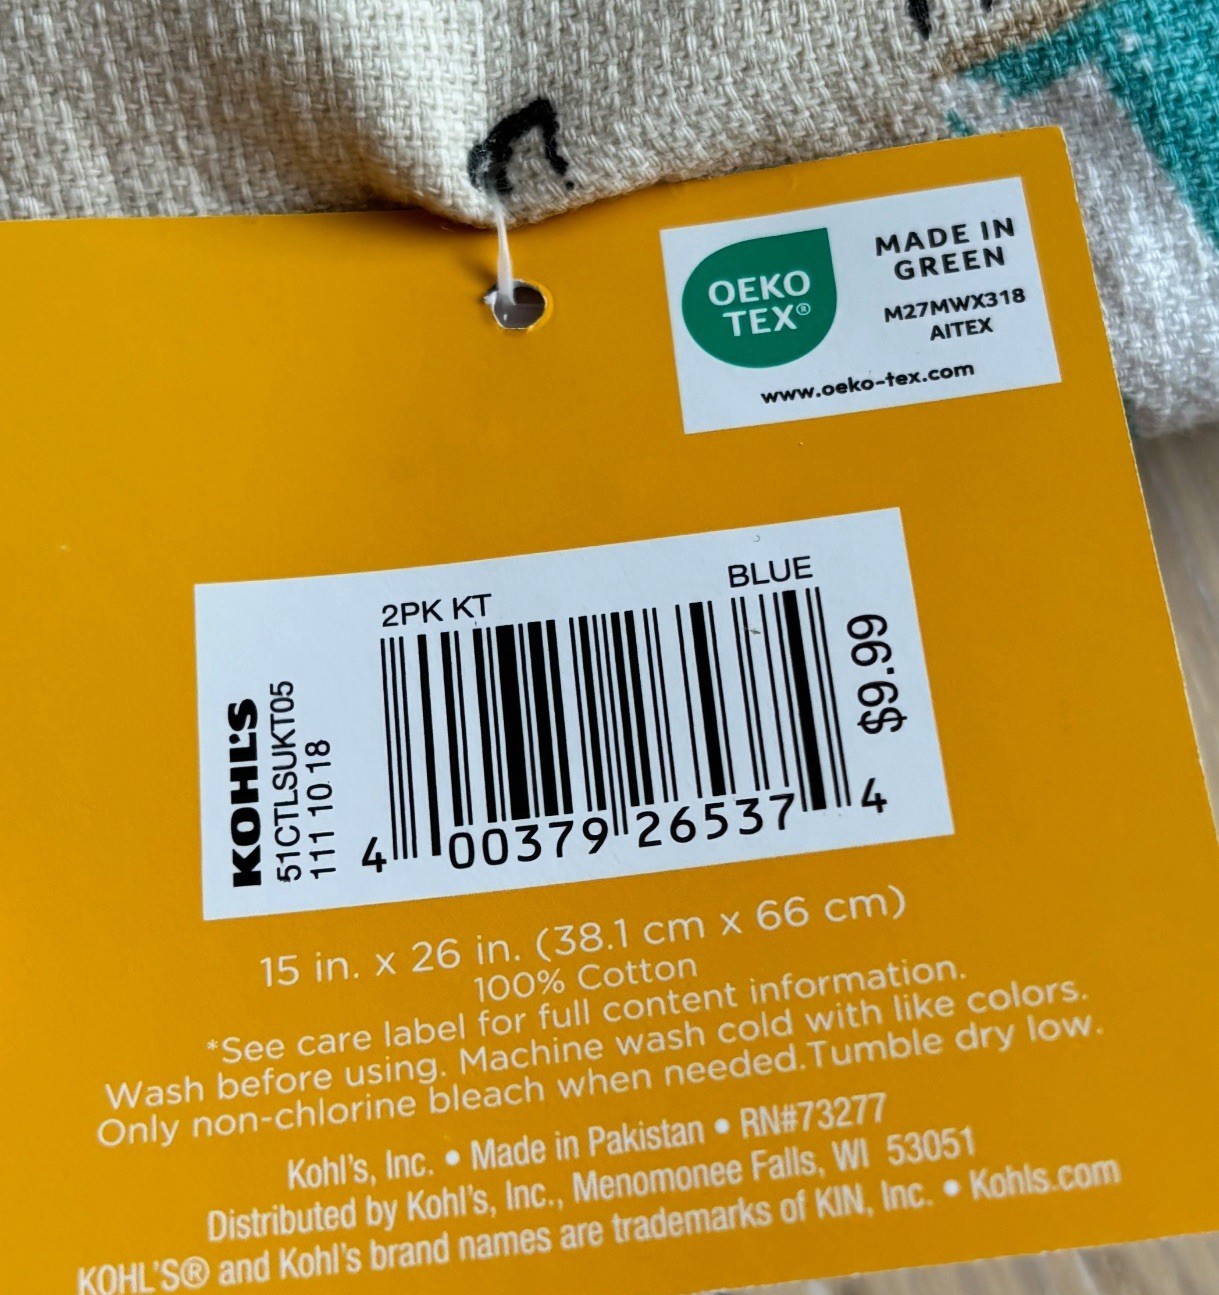 OEKO
TEX®
MADE IN
GREEN
M27MWX318
AITEX
www.oeko-tex.com
2PK KT
BLUE
$9.99
KOHL'S
51CTLSUKT05
111 10 18
4 00379 26537 4
15 in. x 26 in. (38.1 cm x 66 cm)
100% Cotton
*See care label for full content information.
Wash before using. Machine wash cold with like colors.
Only non-chlorine bleach when needed.Tumble dry low.
Kohl's, Inc. • Made in Pakistan • RN#73277
Distributed by Kohl's, Inc., Menomonee Falls, WI 53051
KOHL'S® and Kohl's brand names are trademarks of KIN, Inc. • Kohls.com